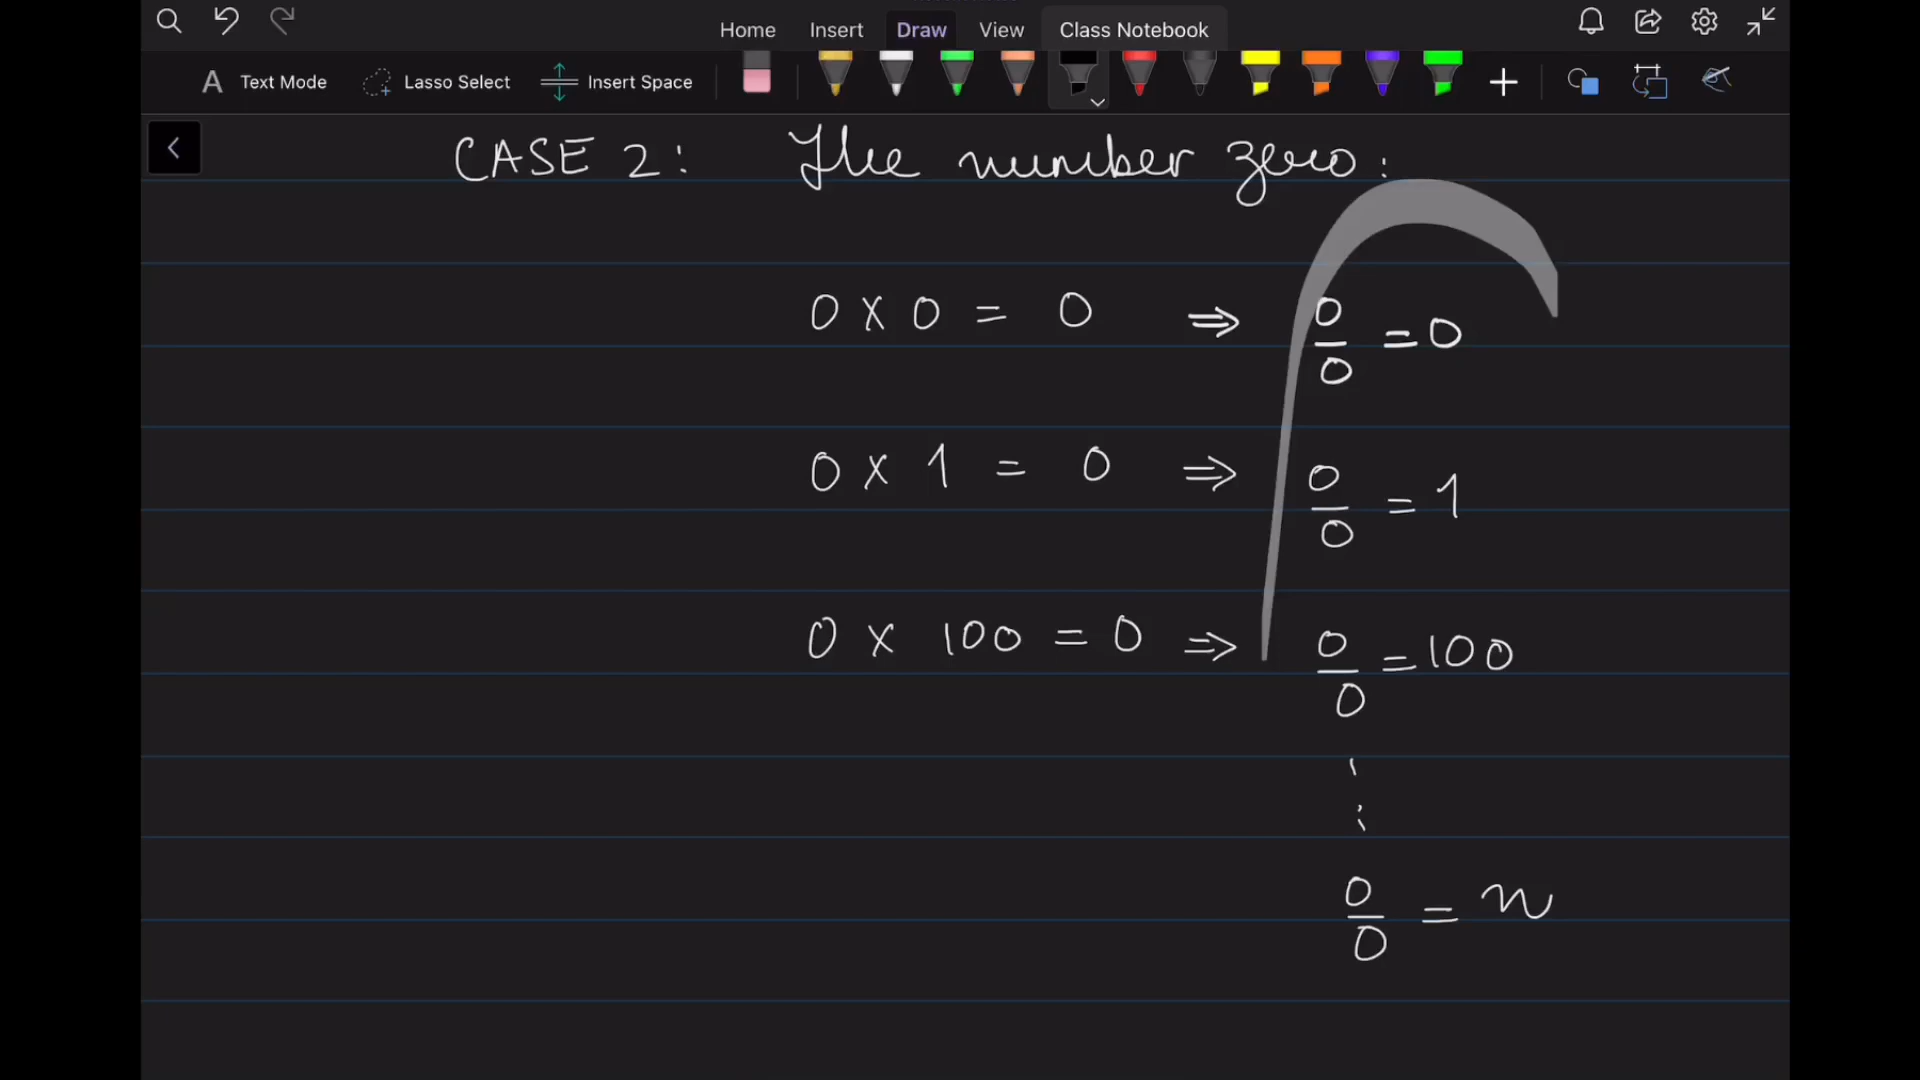 Home Insert Draw View Class Notebook
Text Mode Lasso Select Insert Space
CASE 2: The number zero:
0 x 0 = 0 ⇒ 0/0 = 0
0 x 1 = 0 ⇒ 0/0 = 1
0 x 100 = 0 ⇒ 0/0 = 100
⋮
0/0 = n